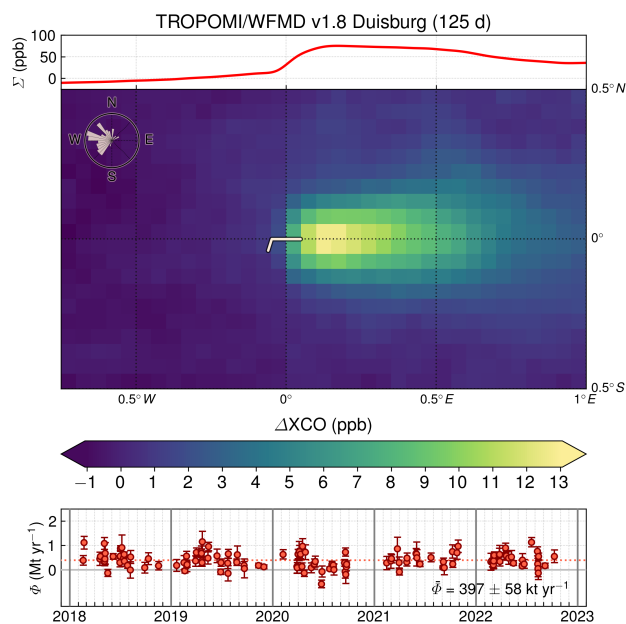 TROPOMI/WFMD v1.8 Duisburg (125 d)
100
50
0
Σ (ppb)
0.5°N
0°
0.5°S
N
W E
S
0.5°W 0° 0.5°E 1°E
ΔXCO (ppb)
−1 0 1 2 3 4 5 6 7 8 9 10 11 12 13
2
1
0
Φ (Mt yr⁻¹)
Φ̄ = 397 ± 58 kt yr⁻¹
2018 2019 2020 2021 2022 2023